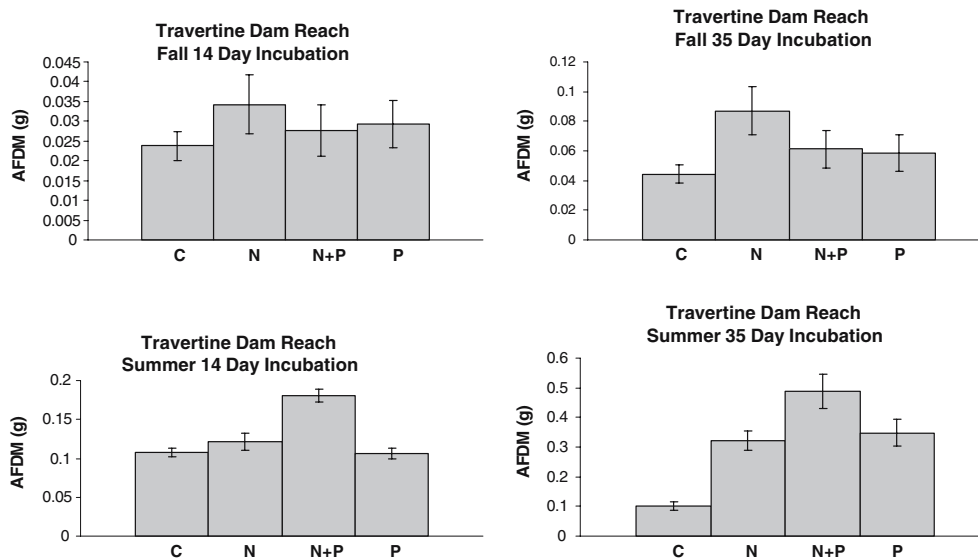 Travertine Dam Reach
Fall 14 Day Incubation
0.045
0.04
0.035
0.03
0.025
0.02
0.015
0.01
0.005
0
AFDM (g)
C N N+P P
Travertine Dam Reach
Fall 35 Day Incubation
0.12
0.1
0.08
0.06
0.04
0.02
0
AFDM (g)
C N N+P P
Travertine Dam Reach
Summer 14 Day Incubation
0.2
0.15
0.1
0.05
0
AFDM (g)
C N N+P P
Travertine Dam Reach
Summer 35 Day Incubation
0.6
0.5
0.4
0.3
0.2
0.1
0
AFDM (g)
C N N+P P